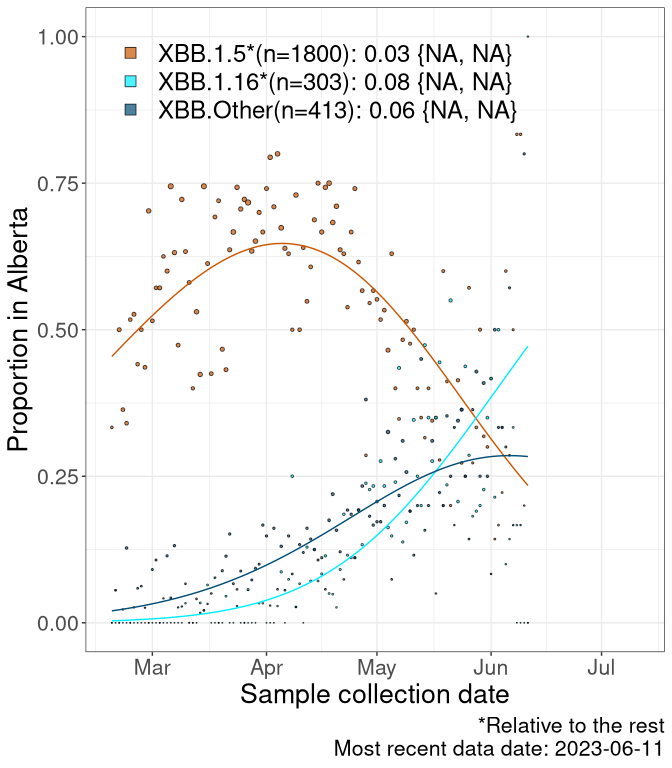 1.00
0.75
0.50
0.25
0.00
Proportion in Alberta
XBB.1.5*(n=1800): 0.03 {NA, NA}
XBB.1.16*(n=303): 0.08 {NA, NA}
XBB.Other(n=413): 0.06 {NA, NA}
Mar Apr May Jun Jul
Sample collection date
*Relative to the rest
Most recent data date: 2023-06-11